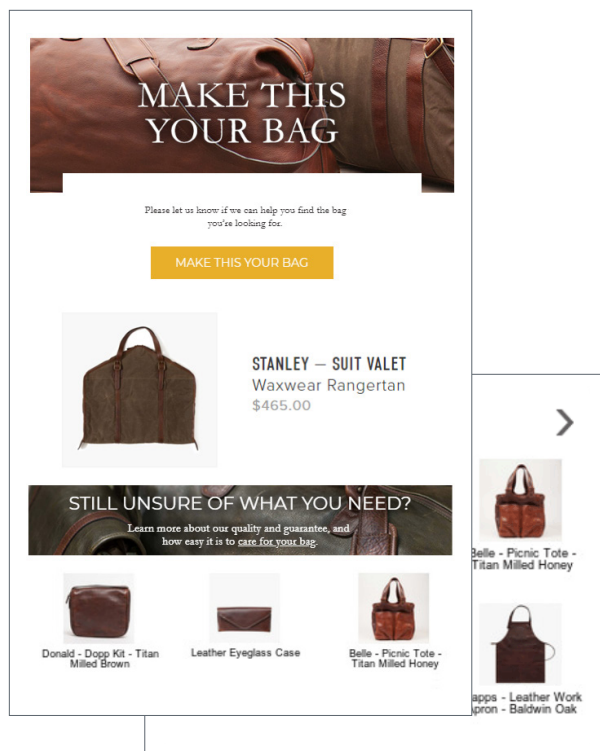 MAKE THIS
YOUR BAG
Please let us know if we can help you find the bag
you're looking for.
MAKE THIS YOUR BAG
STANLEY — SUIT VALET
Waxwear Rangertan
$465.00
STILL UNSURE OF WHAT YOU NEED?
Learn more about our quality and guarantee, and
how easy it is to care for your bag.
Donald - Dopp Kit - Titan
Milled Brown
Leather Eyeglass Case
Belle - Picnic Tote -
Titan Milled Honey
Belle - Picnic Tote -
Titan Milled Honey
apps - Leather Work
Apron - Baldwin Oak